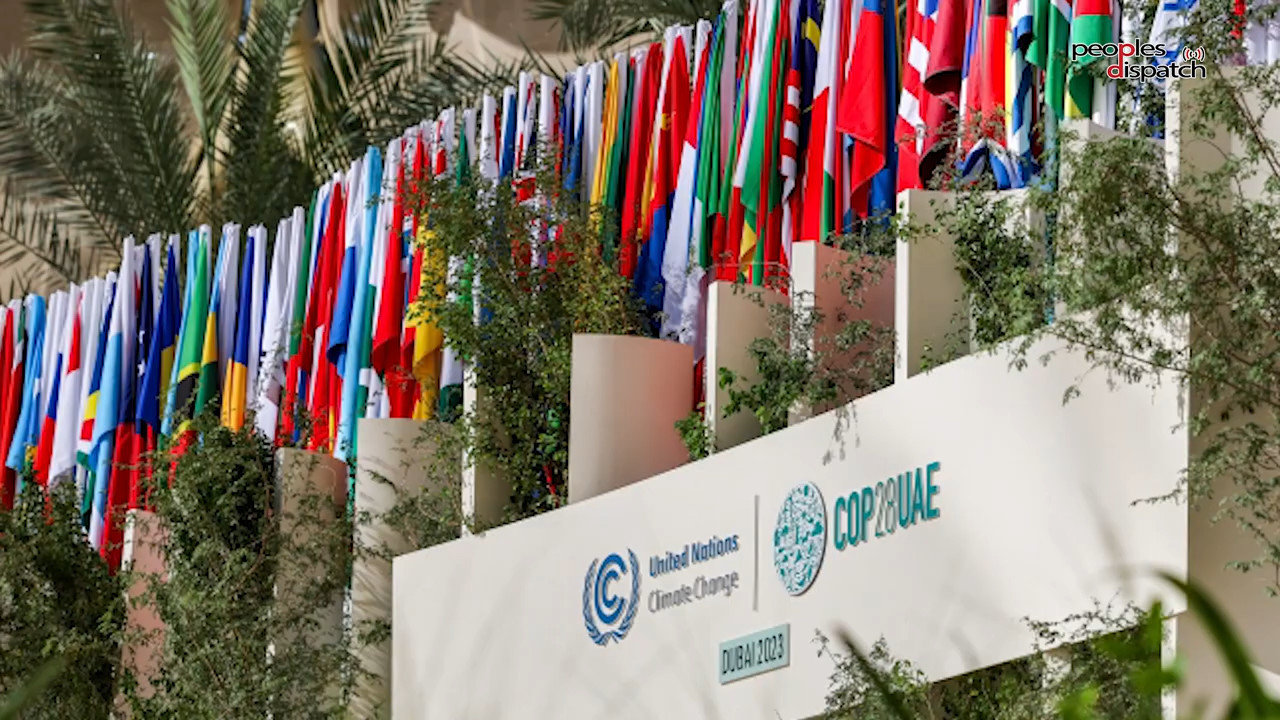 peoples
dispatch
United Nations
Climate Change
COP28UAE
DUBAI 2023